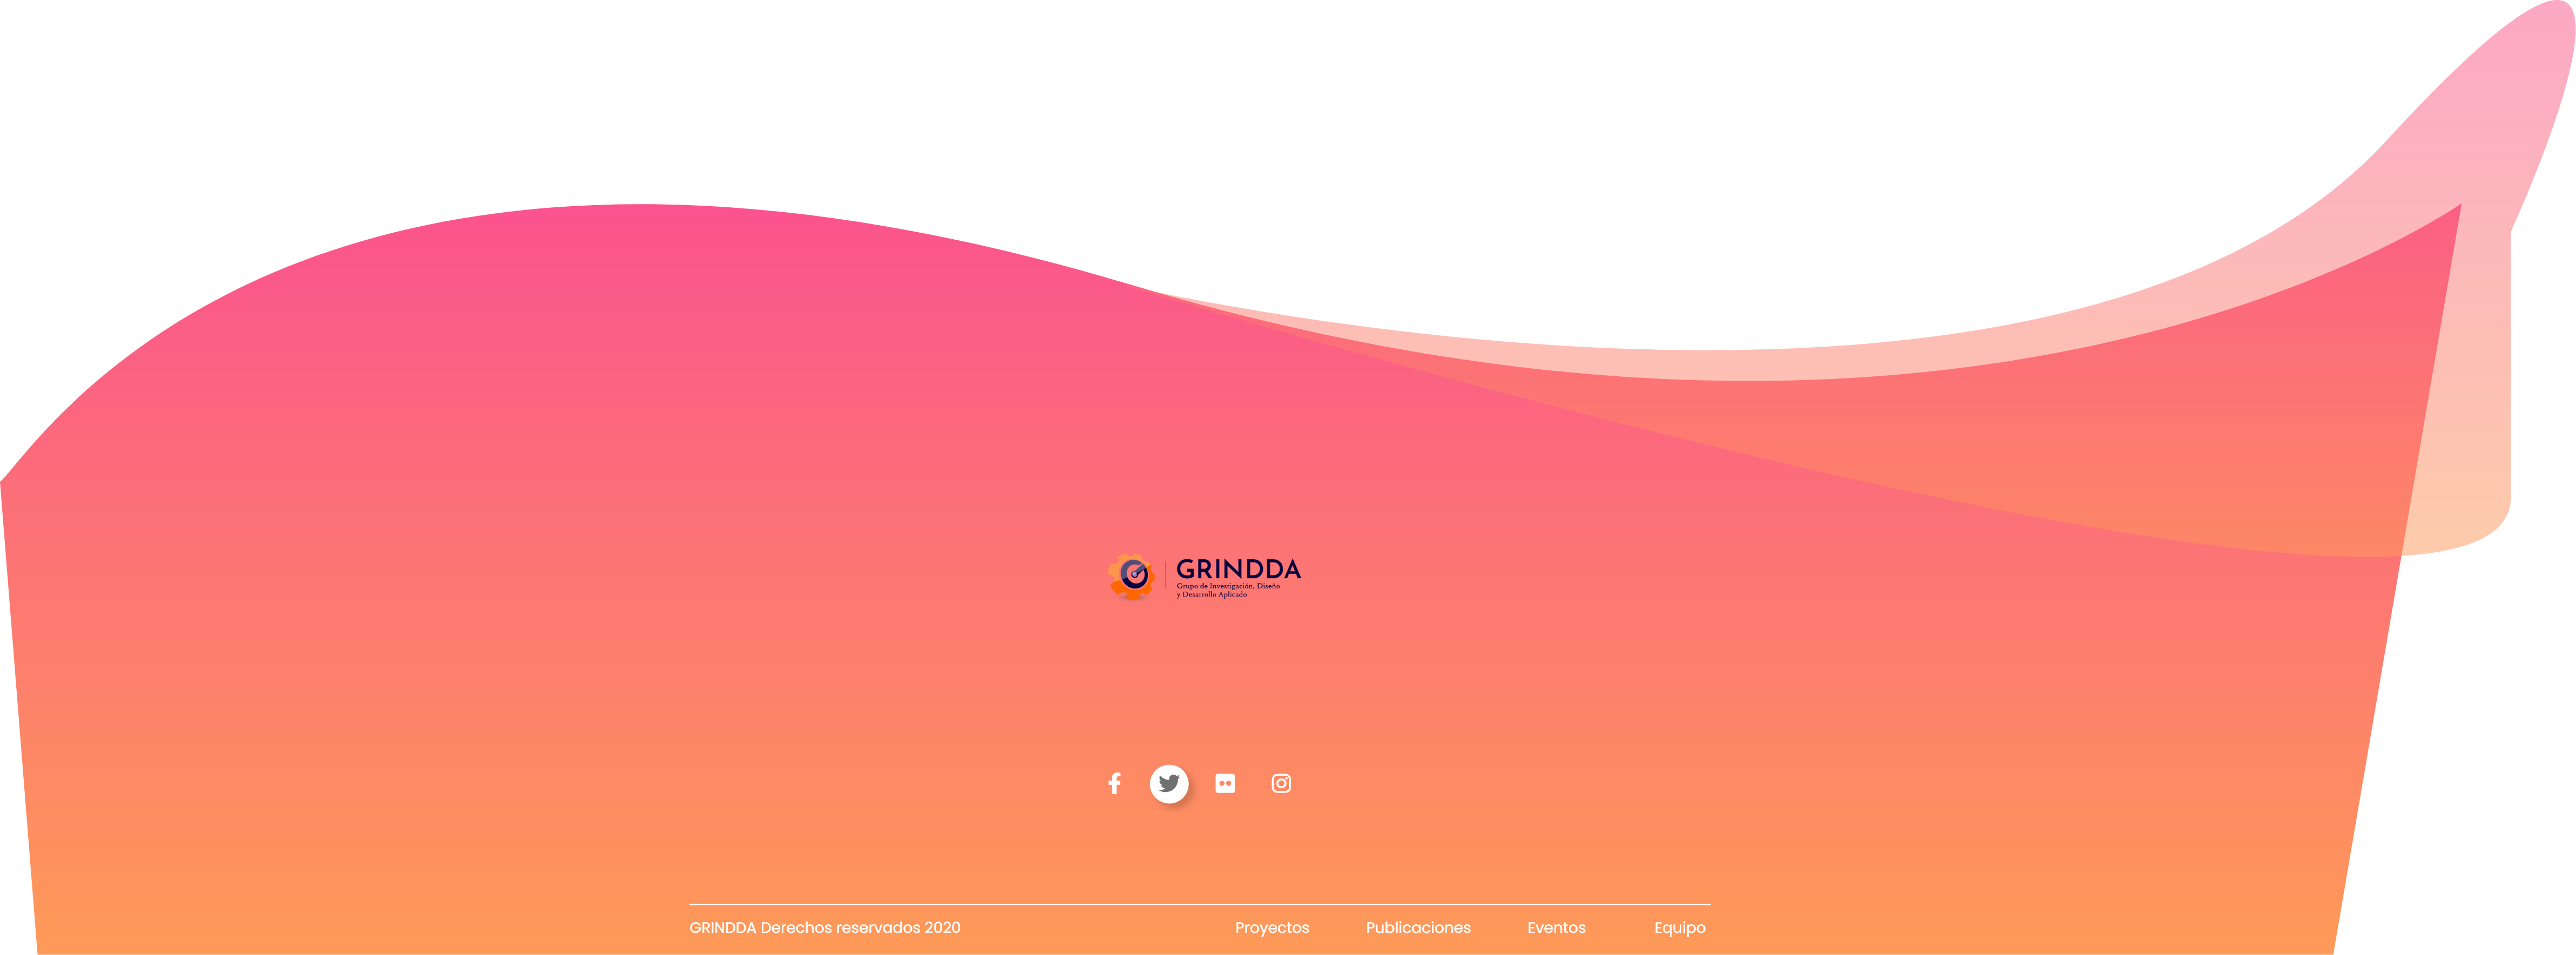 GRINDDA
Grupo de Investigación, Diseño
y Desarrollo Aplicado
GRINDDA Derechos reservados 2020
Proyectos
Publicaciones
Eventos
Equipo